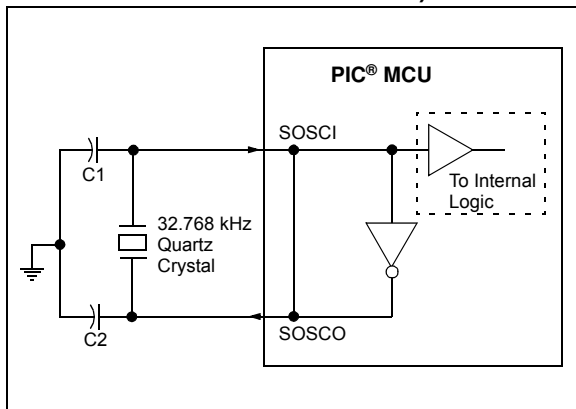 PIC® MCU
SOSCI
C1
To Internal
Logic
32.768 kHz
Quartz
Crystal
C2
SOSCO